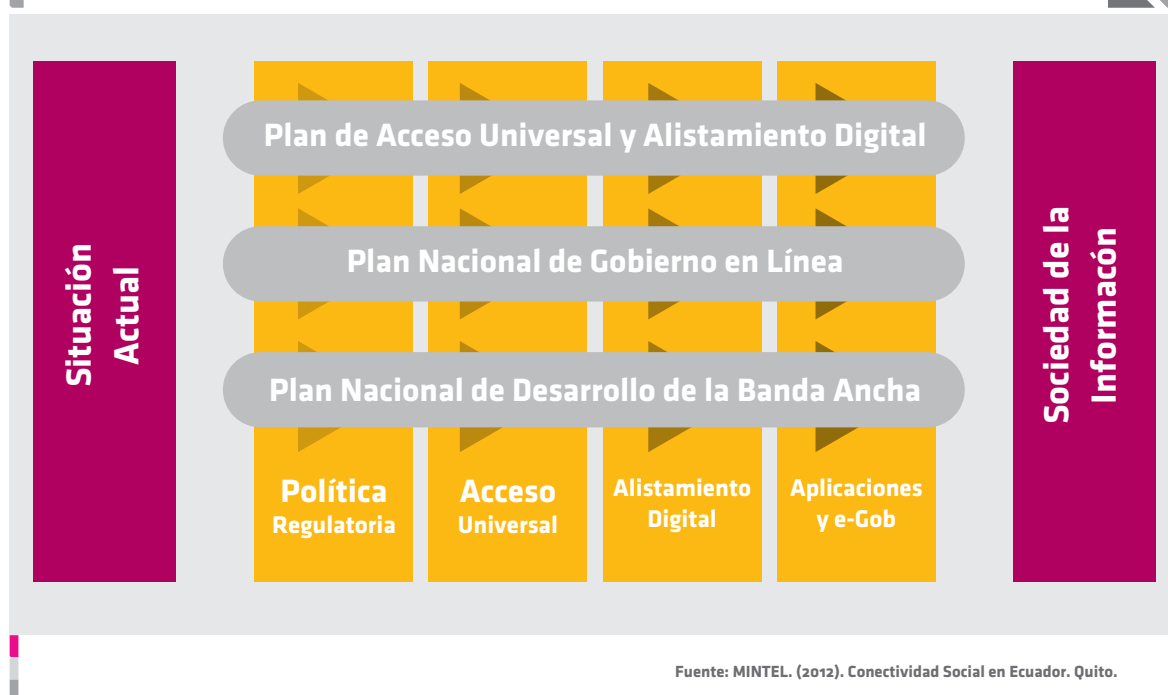 Situación
Actual
Plan de Acceso Universal y Alistamiento Digital
Plan Nacional de Gobierno en Línea
Plan Nacional de Desarrollo de la Banda Ancha
Política
Regulatoria
Acceso
Universal
Alistamiento
Digital
Aplicaciones
y e-Gob
Sociedad de la
Informacón
Fuente: MINTEL. (2012). Conectividad Social en Ecuador. Quito.